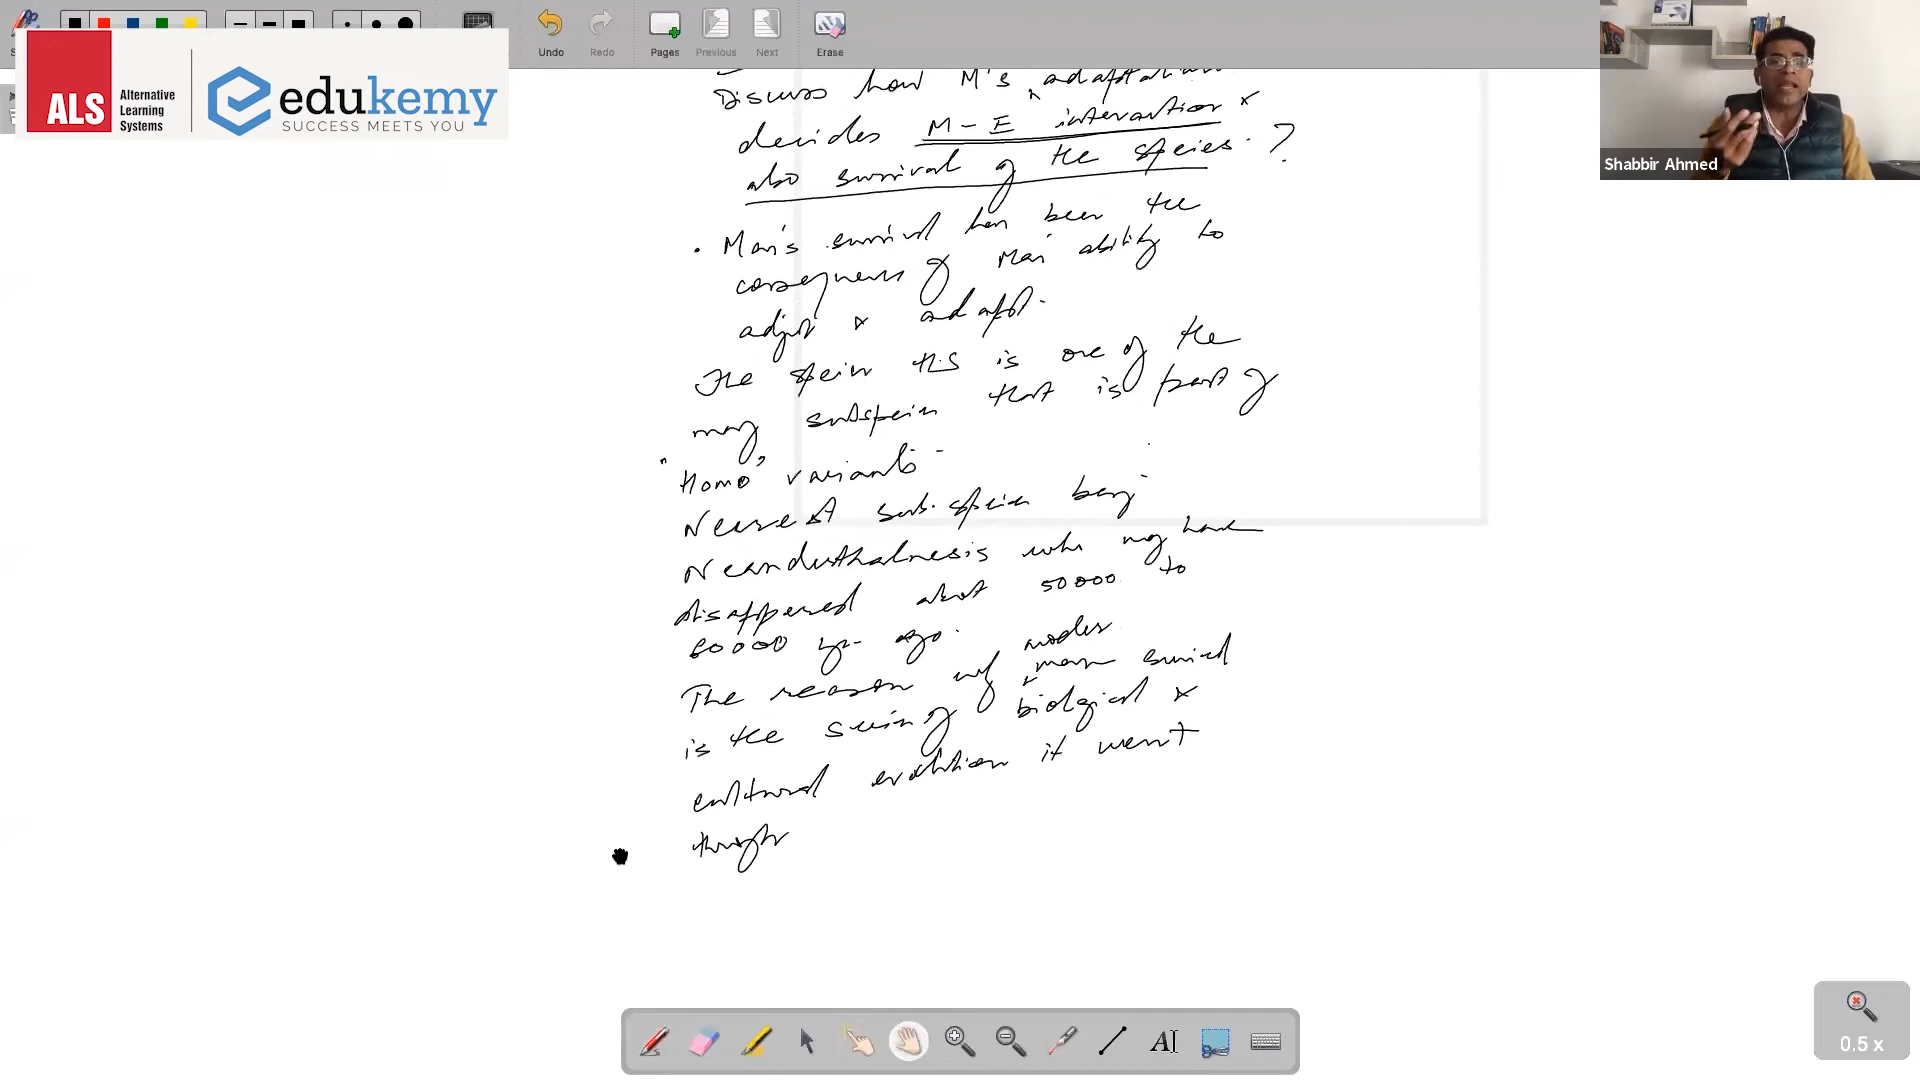 Undo
Redo
Pages
Previous
Next
Erase
ALS
Alternative
Learning
Systems
edukemy
SUCCESS MEETS YOU
Shabbir Ahmed
Discuss how M's adaptation
decides M-E interaction &
also survival of the species. ?
• Man's survival has been the
consequence of Man ability to
adjust & adapt.
The species HS is one of the
many subspecies that is part of
"Homo" variants
Nearest sub-species being
Neanderthalnesis who may have
disappeared about 50000 to
60000 yr ago.
The reason why modern man survived
is the series of biological &
cultural evolution it went
through
0.5 x